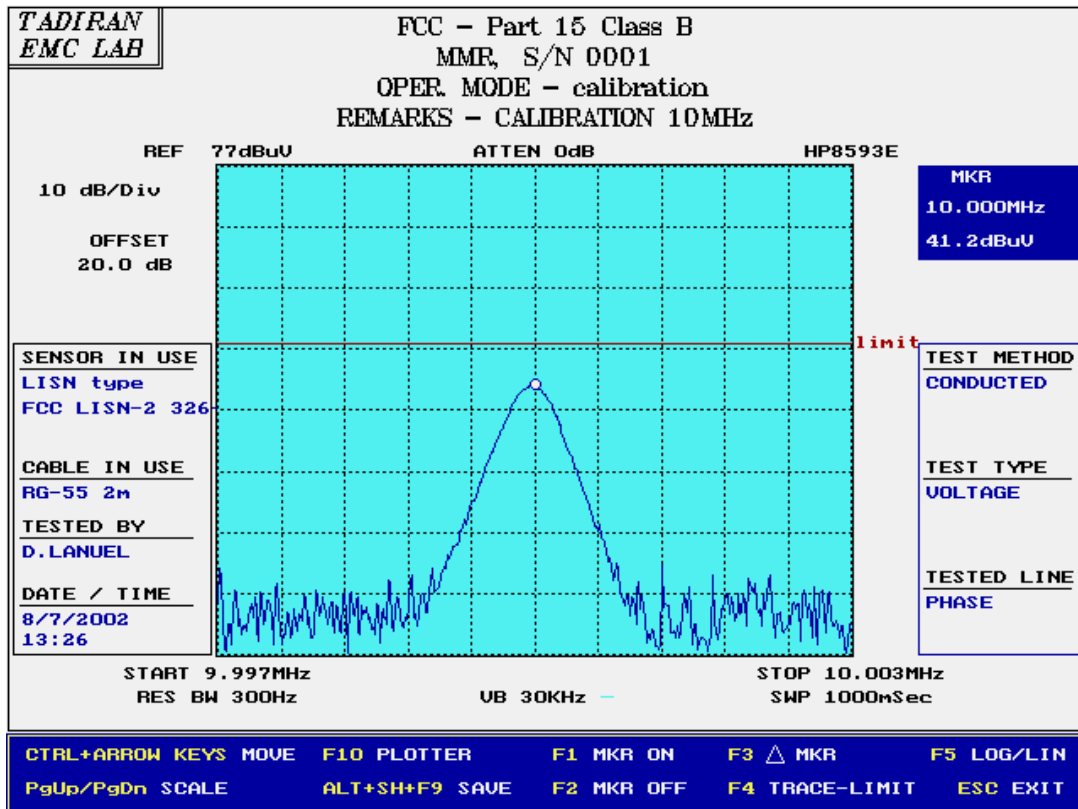 TADIRAN
EMC LAB
FCC - Part 15 Class B
MMR, S/N 0001
OPER. MODE - calibration
REMARKS - CALIBRATION 10MHz
REF 77dBuV ATTEN 0dB HP8593E
10 dB/Div
OFFSET
20.0 dB
MKR
10.000MHz
41.2dBuV
limit
SENSOR IN USE
LISN type
FCC LISN-2 326
CABLE IN USE
RG-55 2m
TESTED BY
D.LANUEL
DATE / TIME
8/7/2002
13:26
TEST METHOD
CONDUCTED
TEST TYPE
VOLTAGE
TESTED LINE
PHASE
START 9.997MHz STOP 10.003MHz
RES BW 300Hz VB 30KHz SWP 1000mSec
CTRL+ARROW KEYS MOVE F10 PLOTTER F1 MKR ON F3 △ MKR F5 LOG/LIN
PgUp/PgDn SCALE ALT+SH+F9 SAVE F2 MKR OFF F4 TRACE-LIMIT ESC EXIT